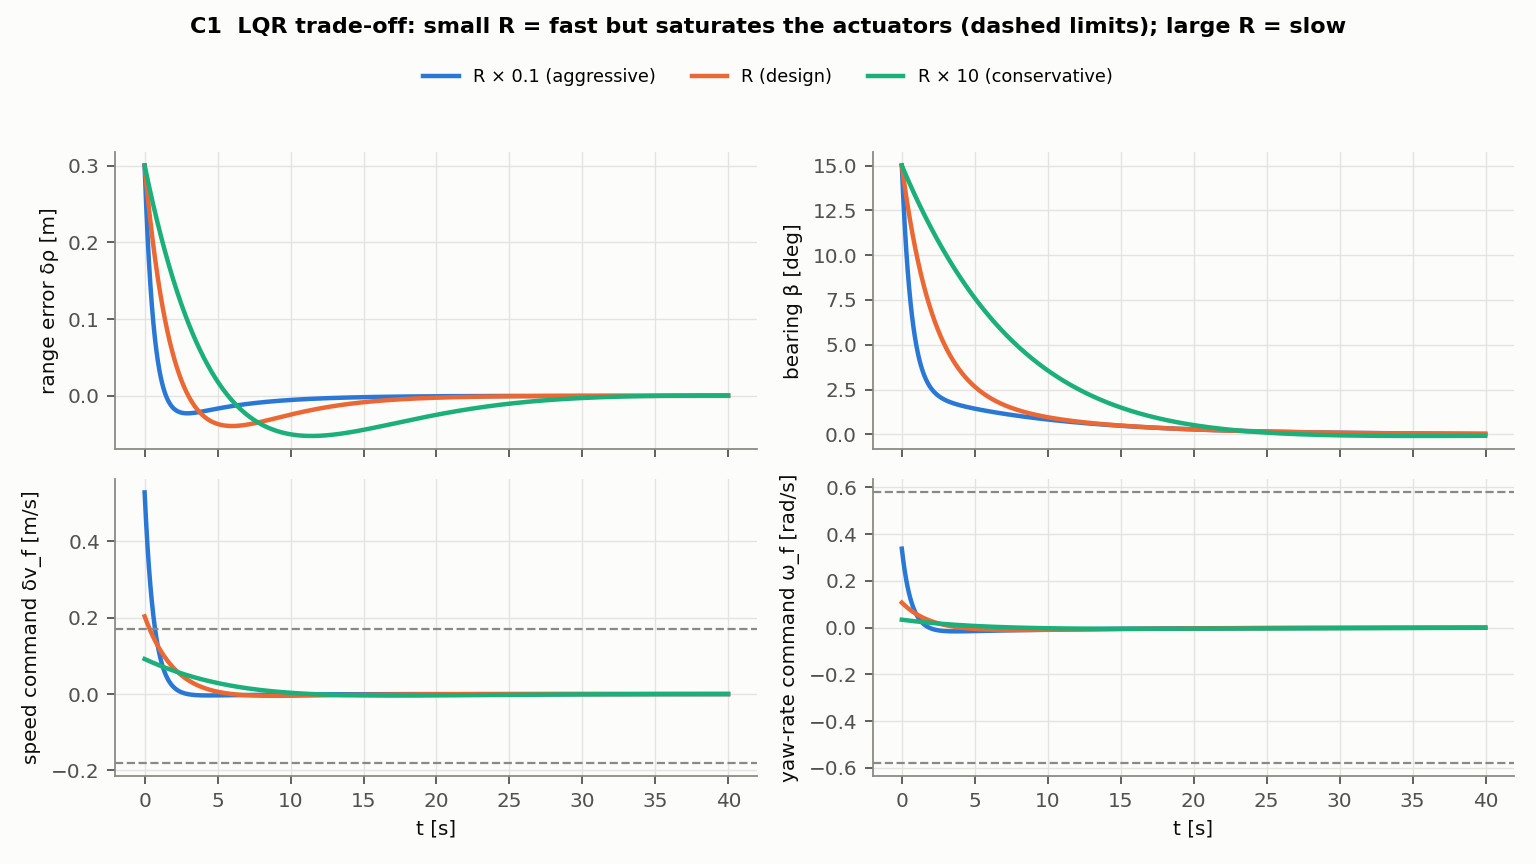 C1  LQR trade-off: small R = fast but saturates the actuators (dashed limits); large R = slow
R × 0.1 (aggressive)
R (design)
R × 10 (conservative)
range error δρ [m]
0.3
0.2
0.1
0.0
bearing β [deg]
15.0
12.5
10.0
7.5
5.0
2.5
0.0
speed command δv_f [m/s]
0.4
0.2
0.0
−0.2
0 5 10 15 20 25 30 35 40
t [s]
yaw-rate command ω_f [rad/s]
0.6
0.4
0.2
0.0
−0.2
−0.4
−0.6
0 5 10 15 20 25 30 35 40
t [s]